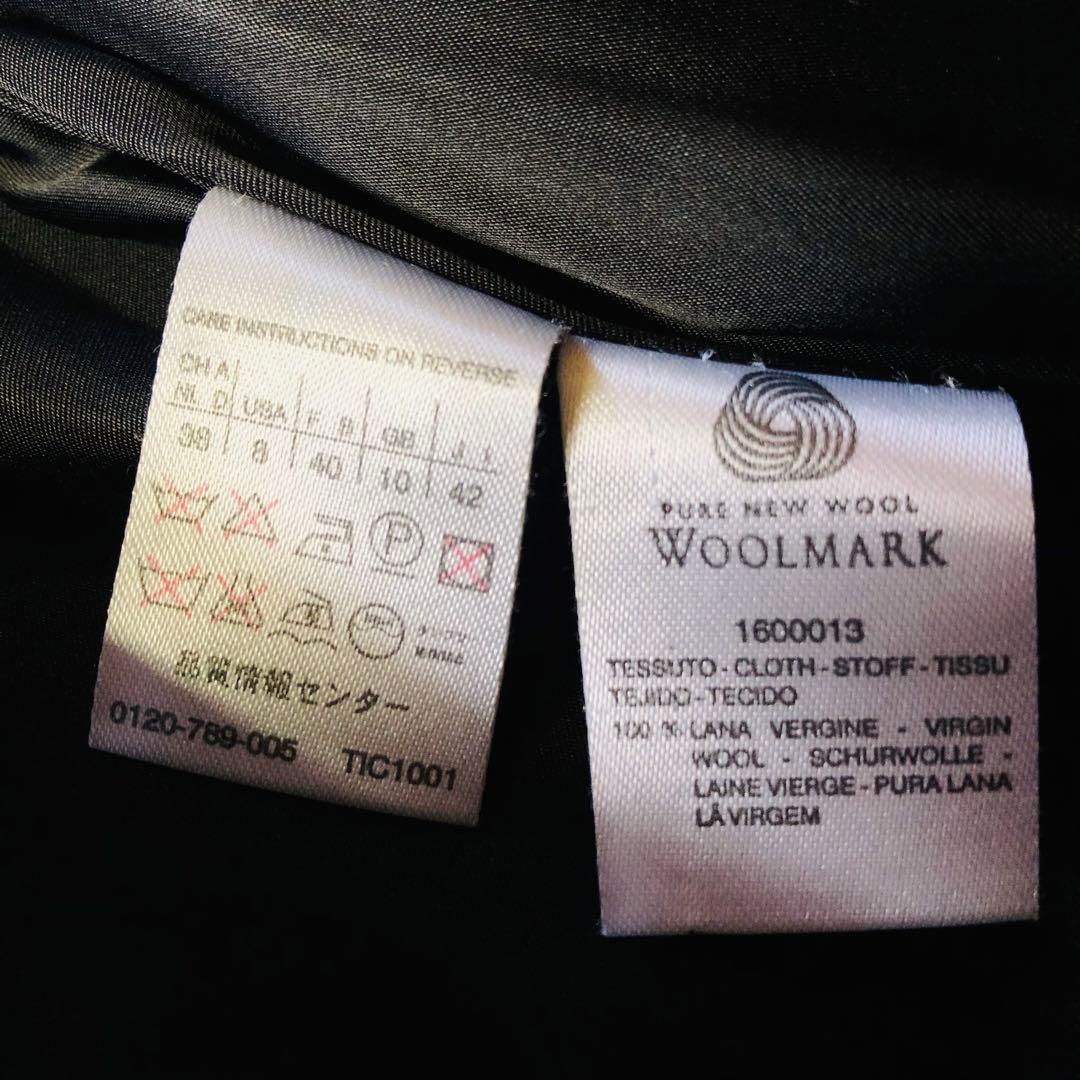 CARE INSTRUCTIONS ON REVERSE
CH A
NL D USA F B GB I
38 8 40 10 42
P
品質情報センター
0120-789-005 TIC1001
PURE NEW WOOL
WOOLMARK
1600013
TESSUTO-CLOTH-STOFF-TISSU
TEJIDO-TECIDO
100 % LANA VERGINE - VIRGIN
WOOL - SCHURWOLLE -
LAINE VIERGE - PURA LANA
LÃ VIRGEM